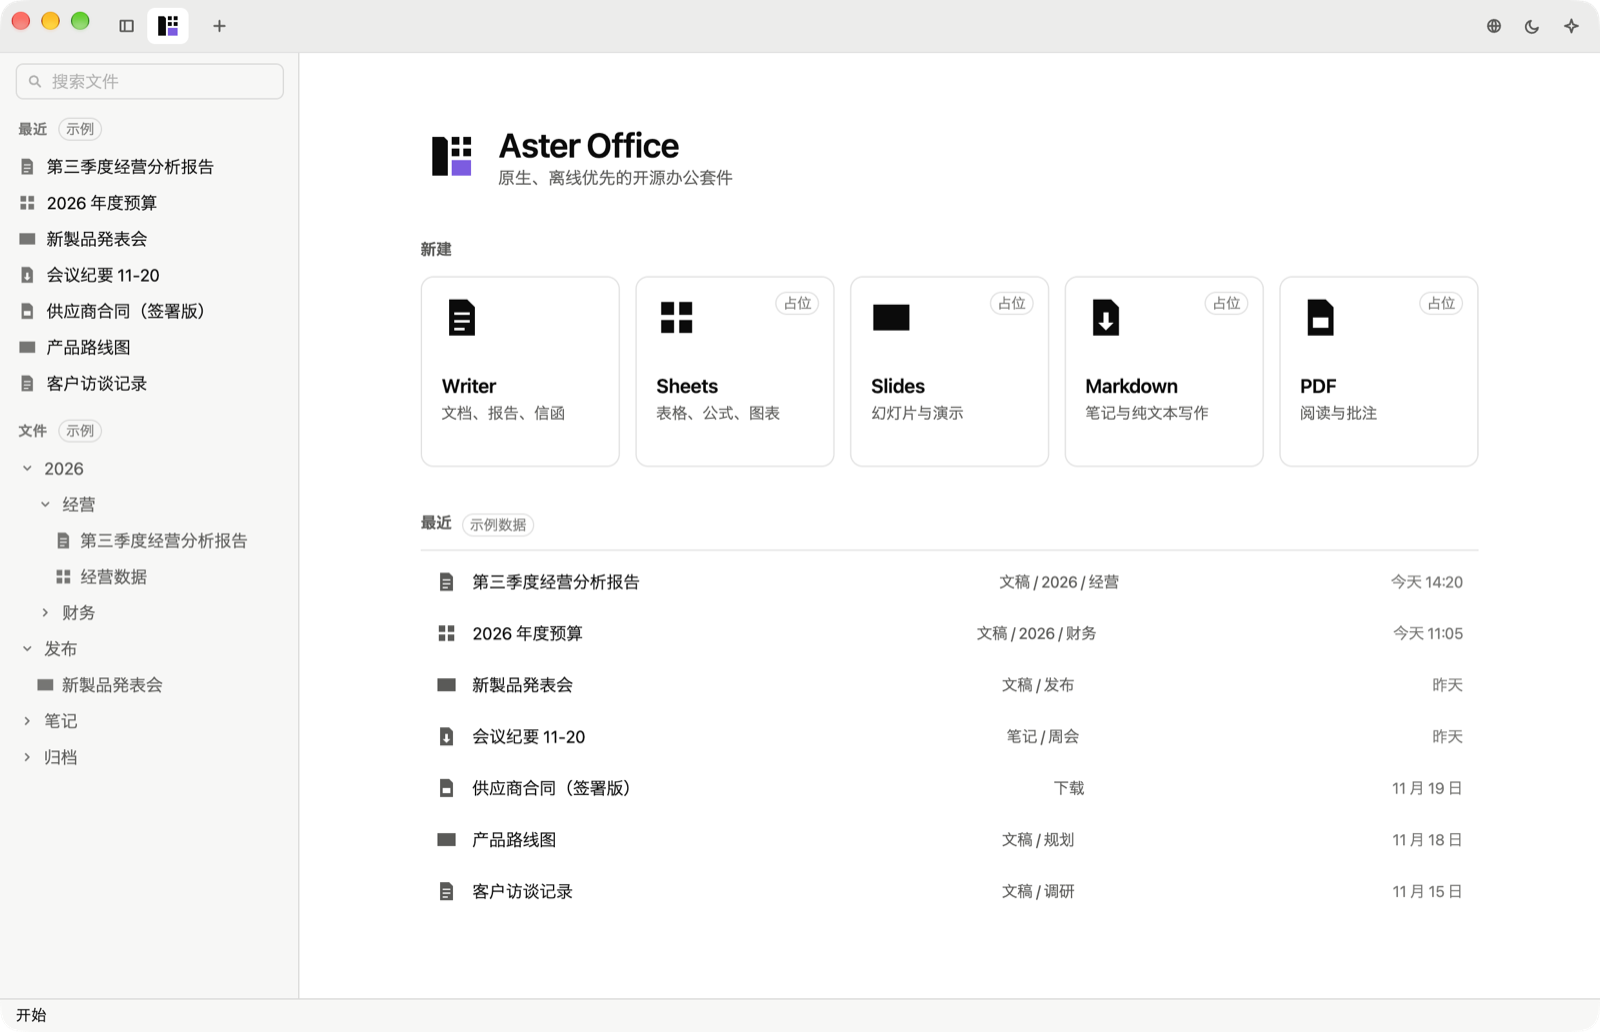 搜索文件
最近 示例
第三季度经营分析报告
2026 年度预算
新製品発表会
会议纪要 11-20
供应商合同（签署版）
产品路线图
客户访谈记录
文件 示例
2026
经营
第三季度经营分析报告
经营数据
财务
发布
新製品発表会
笔记
归档
Aster Office
原生、离线优先的开源办公套件
新建
Writer
文档、报告、信函
占位
Sheets
表格、公式、图表
占位
Slides
幻灯片与演示
占位
Markdown
笔记与纯文本写作
占位
PDF
阅读与批注
最近 示例数据
第三季度经营分析报告 文稿 / 2026 / 经营 今天 14:20
2026 年度预算 文稿 / 2026 / 财务 今天 11:05
新製品発表会 文稿 / 发布 昨天
会议纪要 11-20 笔记 / 周会 昨天
供应商合同（签署版） 下载 11 月 19 日
产品路线图 文稿 / 规划 11 月 18 日
客户访谈记录 文稿 / 调研 11 月 15 日
开始